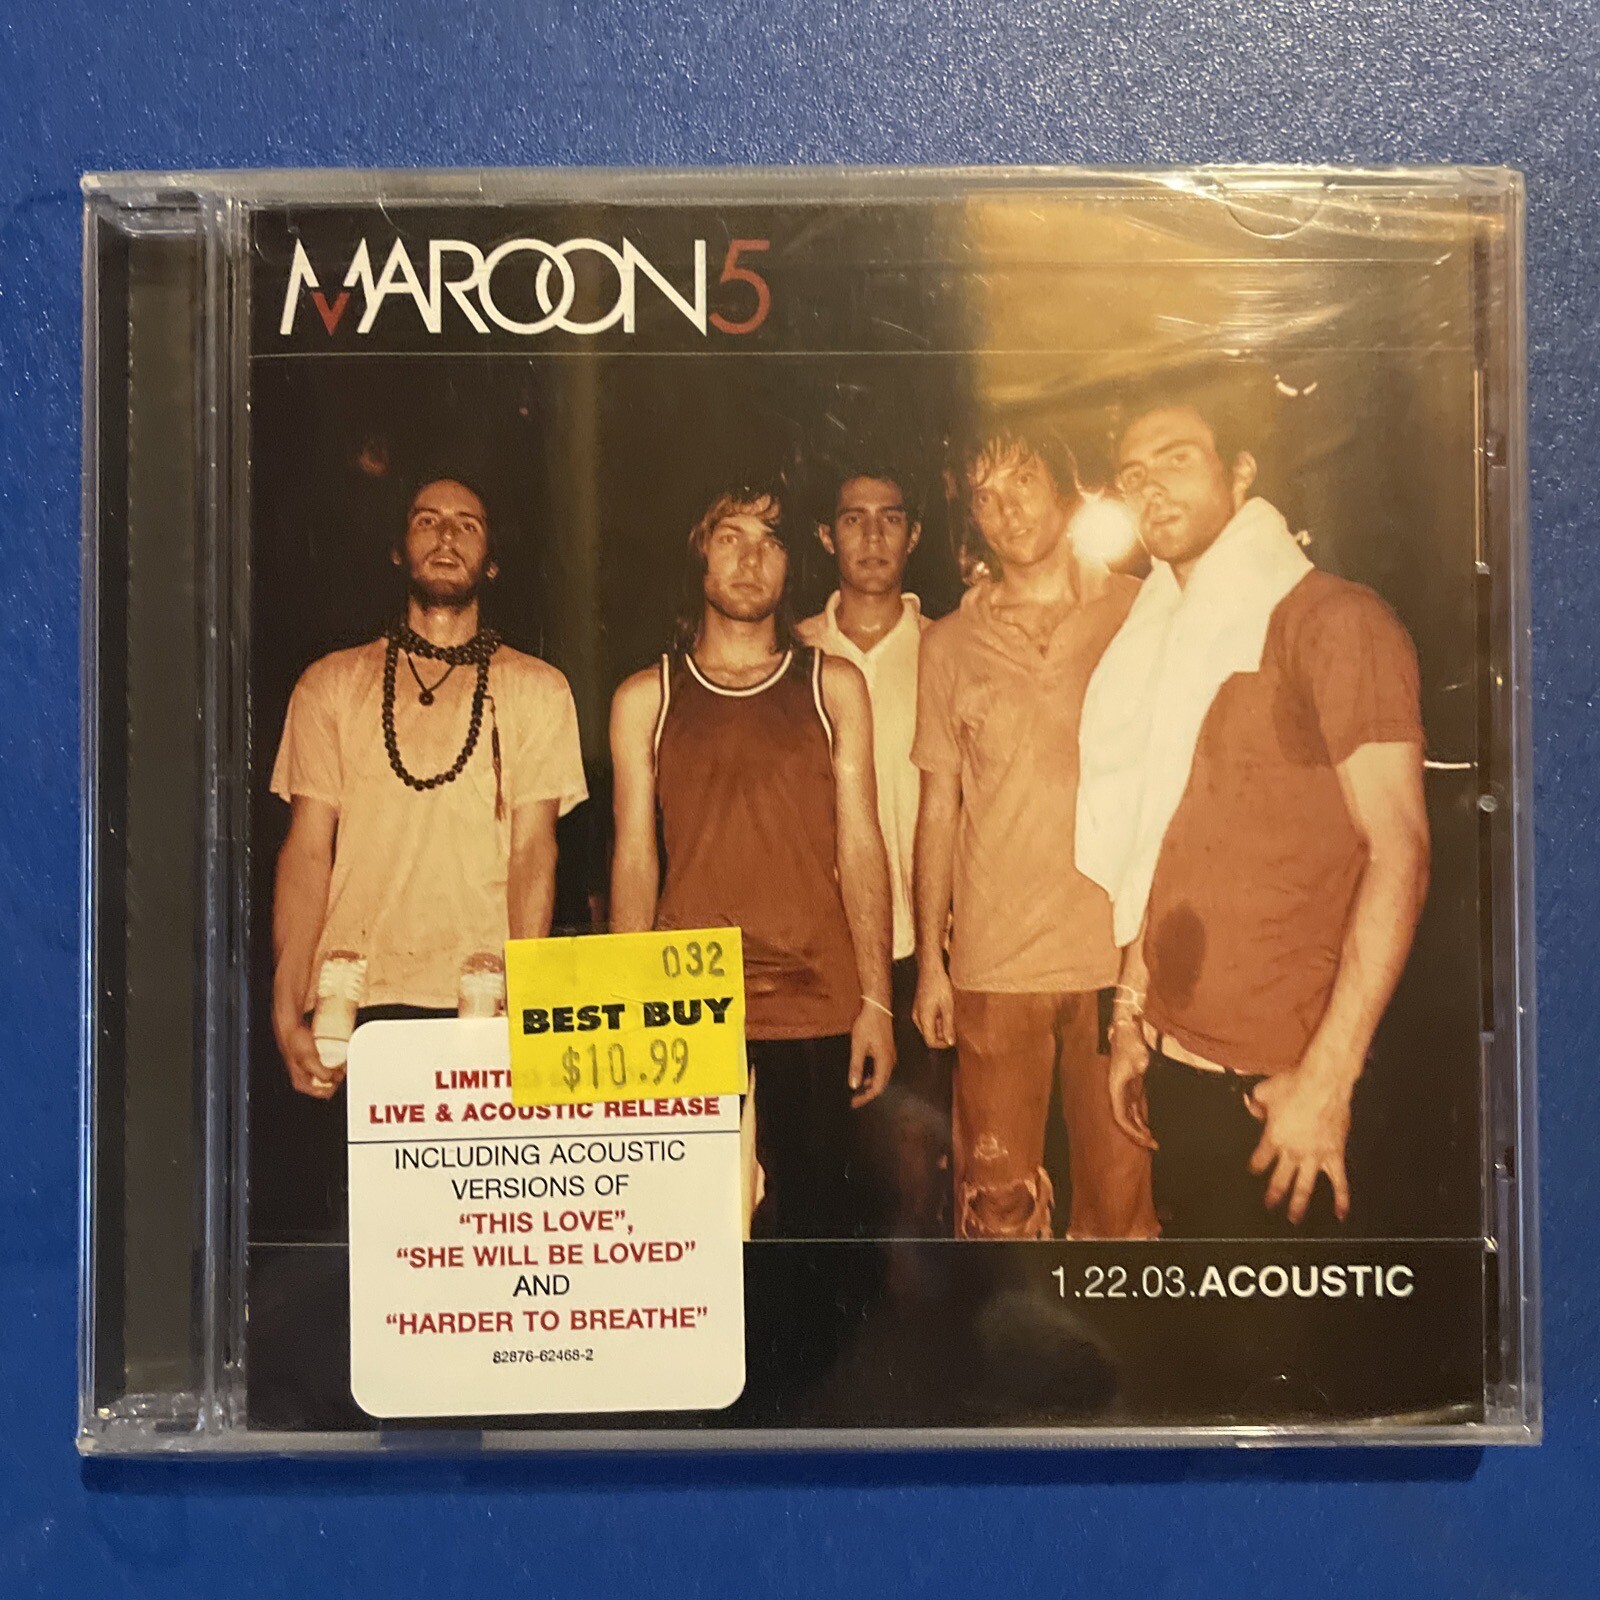 MAROON5
032
BEST BUY
$10.99
LIVE & ACOUSTIC RELEASE
INCLUDING ACOUSTIC
VERSIONS OF
“THIS LOVE”,
“SHE WILL BE LOVED”
AND
“HARDER TO BREATHE”
82876-62468-2
1.22.03.ACOUSTIC